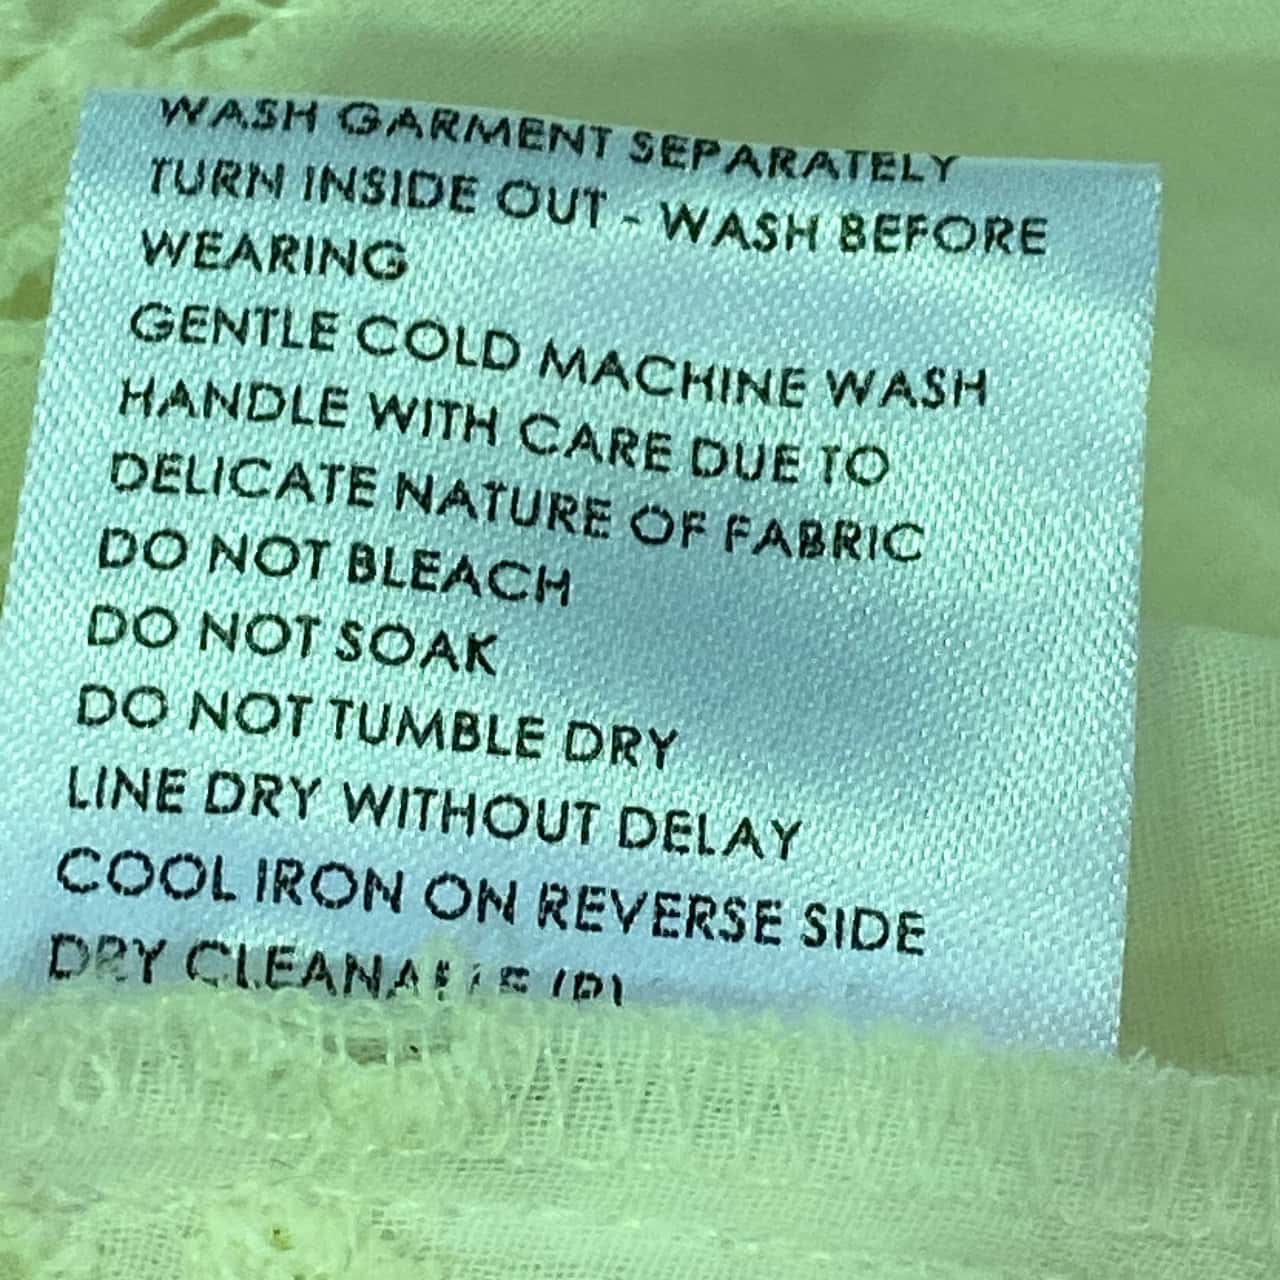 WASH GARMENT SEPARATELY
TURN INSIDE OUT - WASH BEFORE
WEARING
GENTLE COLD MACHINE WASH
HANDLE WITH CARE DUE TO
DELICATE NATURE OF FABRIC
DO NOT BLEACH
DO NOT SOAK
DO NOT TUMBLE DRY
LINE DRY WITHOUT DELAY
COOL IRON ON REVERSE SIDE
DRY CLEANABLE (P)